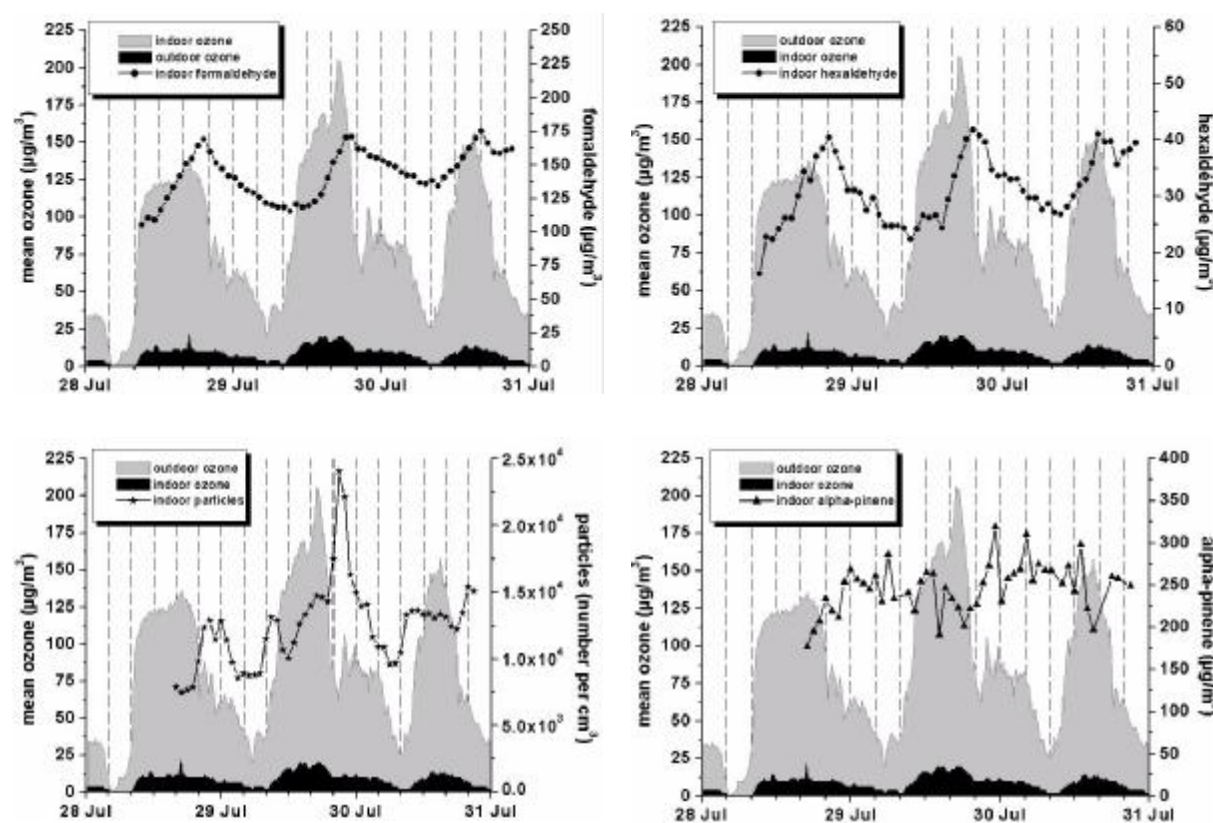 225
200
175
150
125
100
75
50
25
0
mean ozone (µg/m³)
indoor ozone
outdoor ozone
indoor formaldehyde
250
225
200
175
150
125
100
75
50
25
0
fomaldehyde (µg/m³)
28 Jul 29 Jul 30 Jul 31 Jul
225
200
175
150
125
100
75
50
25
0
mean ozone (µg/m³)
outdoor ozone
indoor ozone
indoor hexaldehyde
60
50
40
30
20
10
0
hexaldéhyde (µg/m³)
28 Jul 29 Jul 30 Jul 31 Jul
225
200
175
150
125
100
75
50
25
0
mean ozone (µg/m³)
outdoor ozone
indoor ozone
indoor particles
2.5x10⁴
2.0x10⁴
1.5x10⁴
1.0x10⁴
5.0x10³
0.0
particles (number per cm³)
28 Jul 29 Jul 30 Jul 31 Jul
225
200
175
150
125
100
75
50
25
0
mean ozone (µg/m³)
outdoor ozone
indoor ozone
indoor alpha-pinene
400
350
300
250
200
150
100
50
0
alpha-pinene (µg/m³)
28 Jul 29 Jul 30 Jul 31 Jul